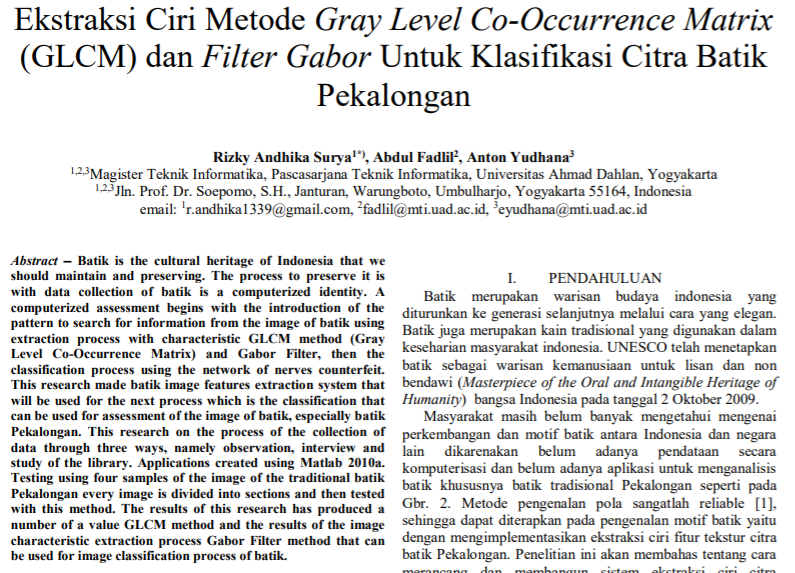 Ekstraksi Ciri Metode Gray Level Co-Occurrence Matrix
(GLCM) dan Filter Gabor Untuk Klasifikasi Citra Batik
Pekalongan
Rizky Andhika Surya1*), Abdul Fadlil2, Anton Yudhana3
1,2,3Magister Teknik Informatika, Pascasarjana Teknik Informatika, Universitas Ahmad Dahlan, Yogyakarta
1,2,3Jln. Prof. Dr. Soepomo, S.H., Janturan, Warungboto, Umbulharjo, Yogyakarta 55164, Indonesia
email: 1r.andhika1339@gmail.com, 2fadlil@mti.uad.ac.id, 3eyudhana@mti.uad.ac.id
Abstract – Batik is the cultural heritage of Indonesia that we
should maintain and preserving. The process to preserve it is
with data collection of batik is a computerized identity. A
computerized assessment begins with the introduction of the
pattern to search for information from the image of batik using
extraction process with characteristic GLCM method (Gray
Level Co-Occurrence Matrix) and Gabor Filter, then the
classification process using the network of nerves counterfeit.
This research made batik image features extraction system that
will be used for the next process which is the classification that
can be used for assessment of the image of batik, especially batik
Pekalongan. This research on the process of the collection of
data through three ways, namely observation, interview and
study of the library. Applications created using Matlab 2010a.
Testing using four samples of the image of the traditional batik
Pekalongan every image is divided into sections and then tested
with this method. The results of this research has produced a
number of a value GLCM method and the results of the image
characteristic extraction process Gabor Filter method that can
be used for image classification process of batik.
I. PENDAHULUAN
Batik merupakan warisan budaya indonesia yang
diturunkan ke generasi selanjutnya melalui cara yang elegan.
Batik juga merupakan kain tradisional yang digunakan dalam
keseharian masyarakat indonesia. UNESCO telah menetapkan
batik sebagai warisan kemanusiaan untuk lisan dan non
bendawi (Masterpiece of the Oral and Intangible Heritage of
Humanity) bangsa Indonesia pada tanggal 2 Oktober 2009.
Masyarakat masih belum banyak mengetahui mengenai
perkembangan dan motif batik antara Indonesia dan negara
lain dikarenakan belum adanya pendataan secara
komputerisasi dan belum adanya aplikasi untuk menganalisis
batik khususnya batik tradisional Pekalongan seperti pada
Gbr. 2. Metode pengenalan pola sangatlah reliable [1],
sehingga dapat diterapkan pada pengenalan motif batik yaitu
dengan mengimplementasikan ekstraksi ciri fitur tekstur citra
batik Pekalongan. Penelitian ini akan membahas tentang cara
merancang dan membangun sistem ekstraksi ciri citra